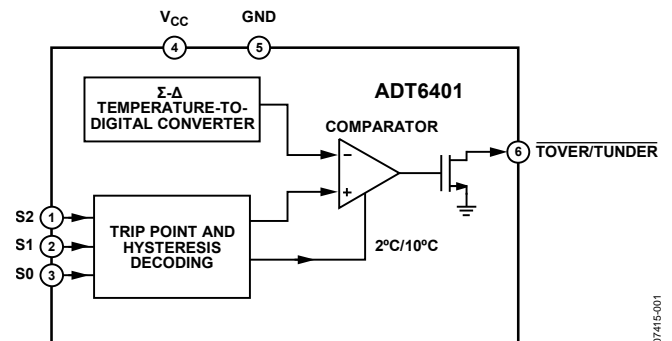 VCC GND
4 5
Σ-Δ
TEMPERATURE-TO-
DIGITAL CONVERTER
ADT6401
COMPARATOR
–
+
6 TOVER/TUNDER
S2 1
S1 2
S0 3
TRIP POINT AND
HYSTERESIS
DECODING
2ºC/10ºC
07415-001